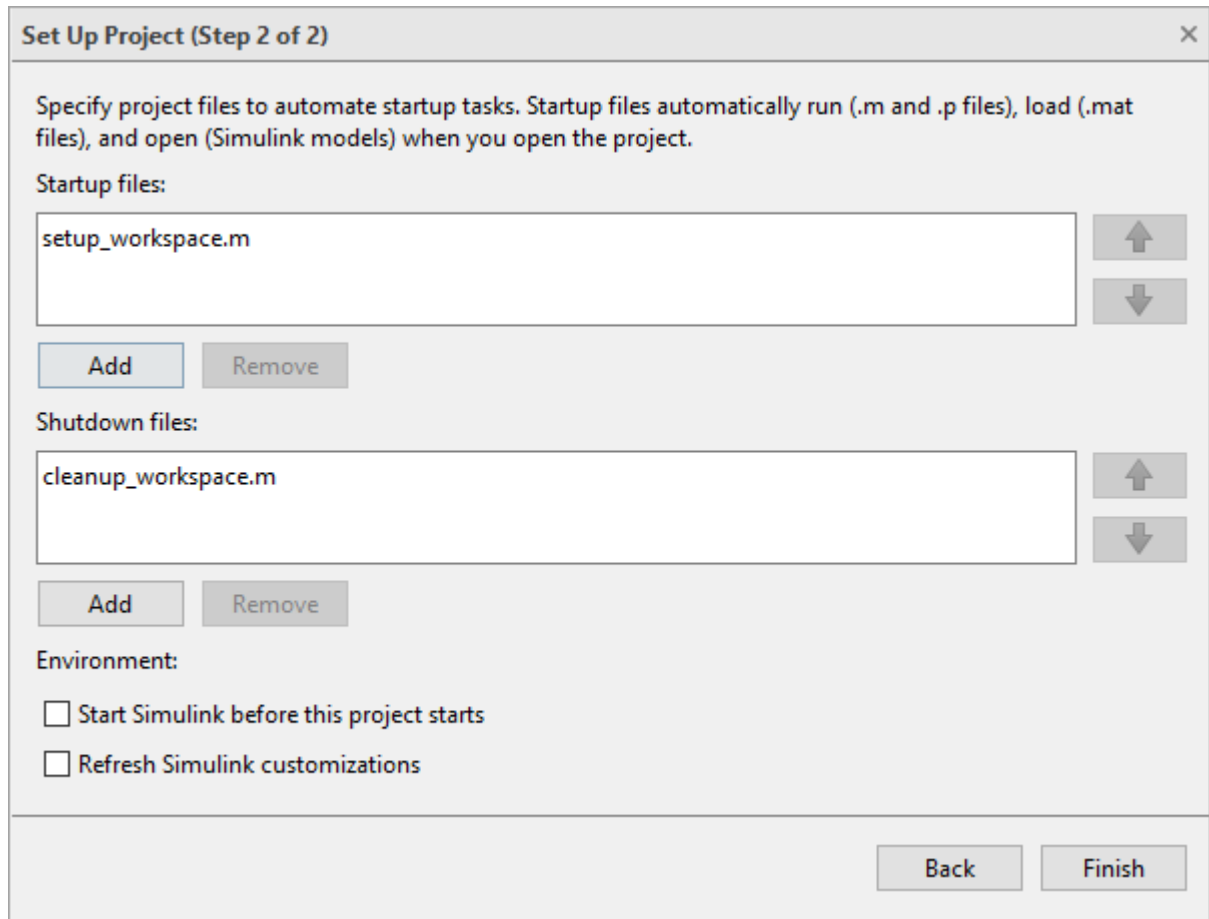 Set Up Project (Step 2 of 2)
Specify project files to automate startup tasks. Startup files automatically run (.m and .p files), load (.mat
files), and open (Simulink models) when you open the project.
Startup files:
setup_workspace.m
Add Remove
Shutdown files:
cleanup_workspace.m
Add Remove
Environment:
Start Simulink before this project starts
Refresh Simulink customizations
Back Finish